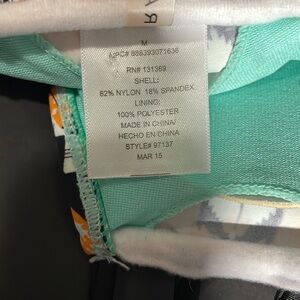 M
UPC# 888393071636
RN# 131369
SHELL:
82% NYLON 18% SPANDEX
LINING:
100% POLYESTER
MADE IN CHINA/
HECHO EN CHINA
STYLE# 97137
MAR 15